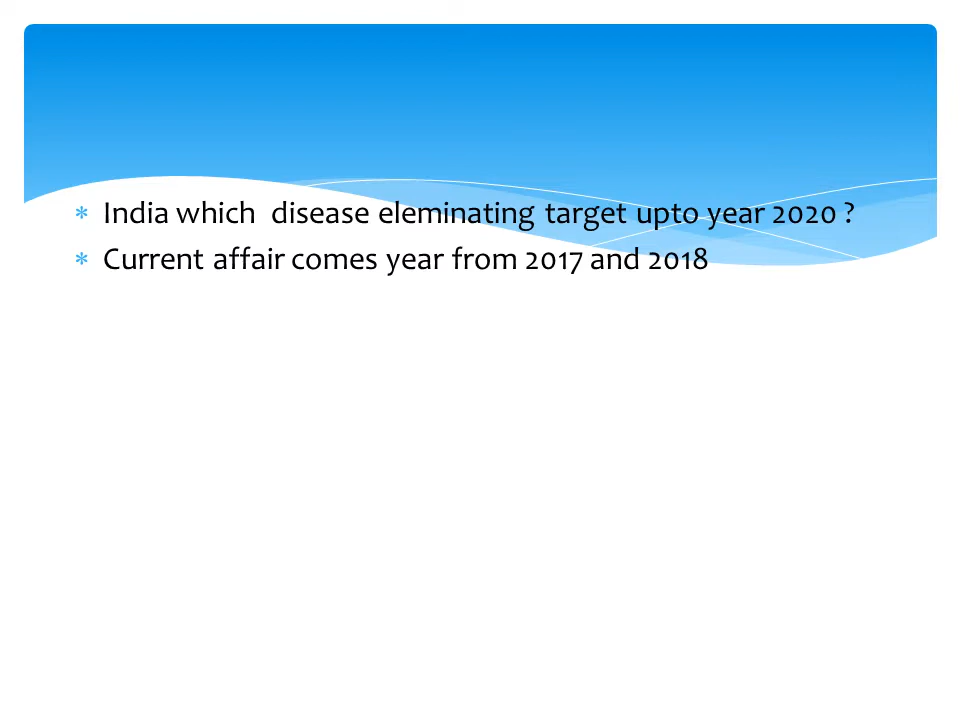 * India which disease eleminating target upto year 2020 ?
* Current affair comes year from 2017 and 2018